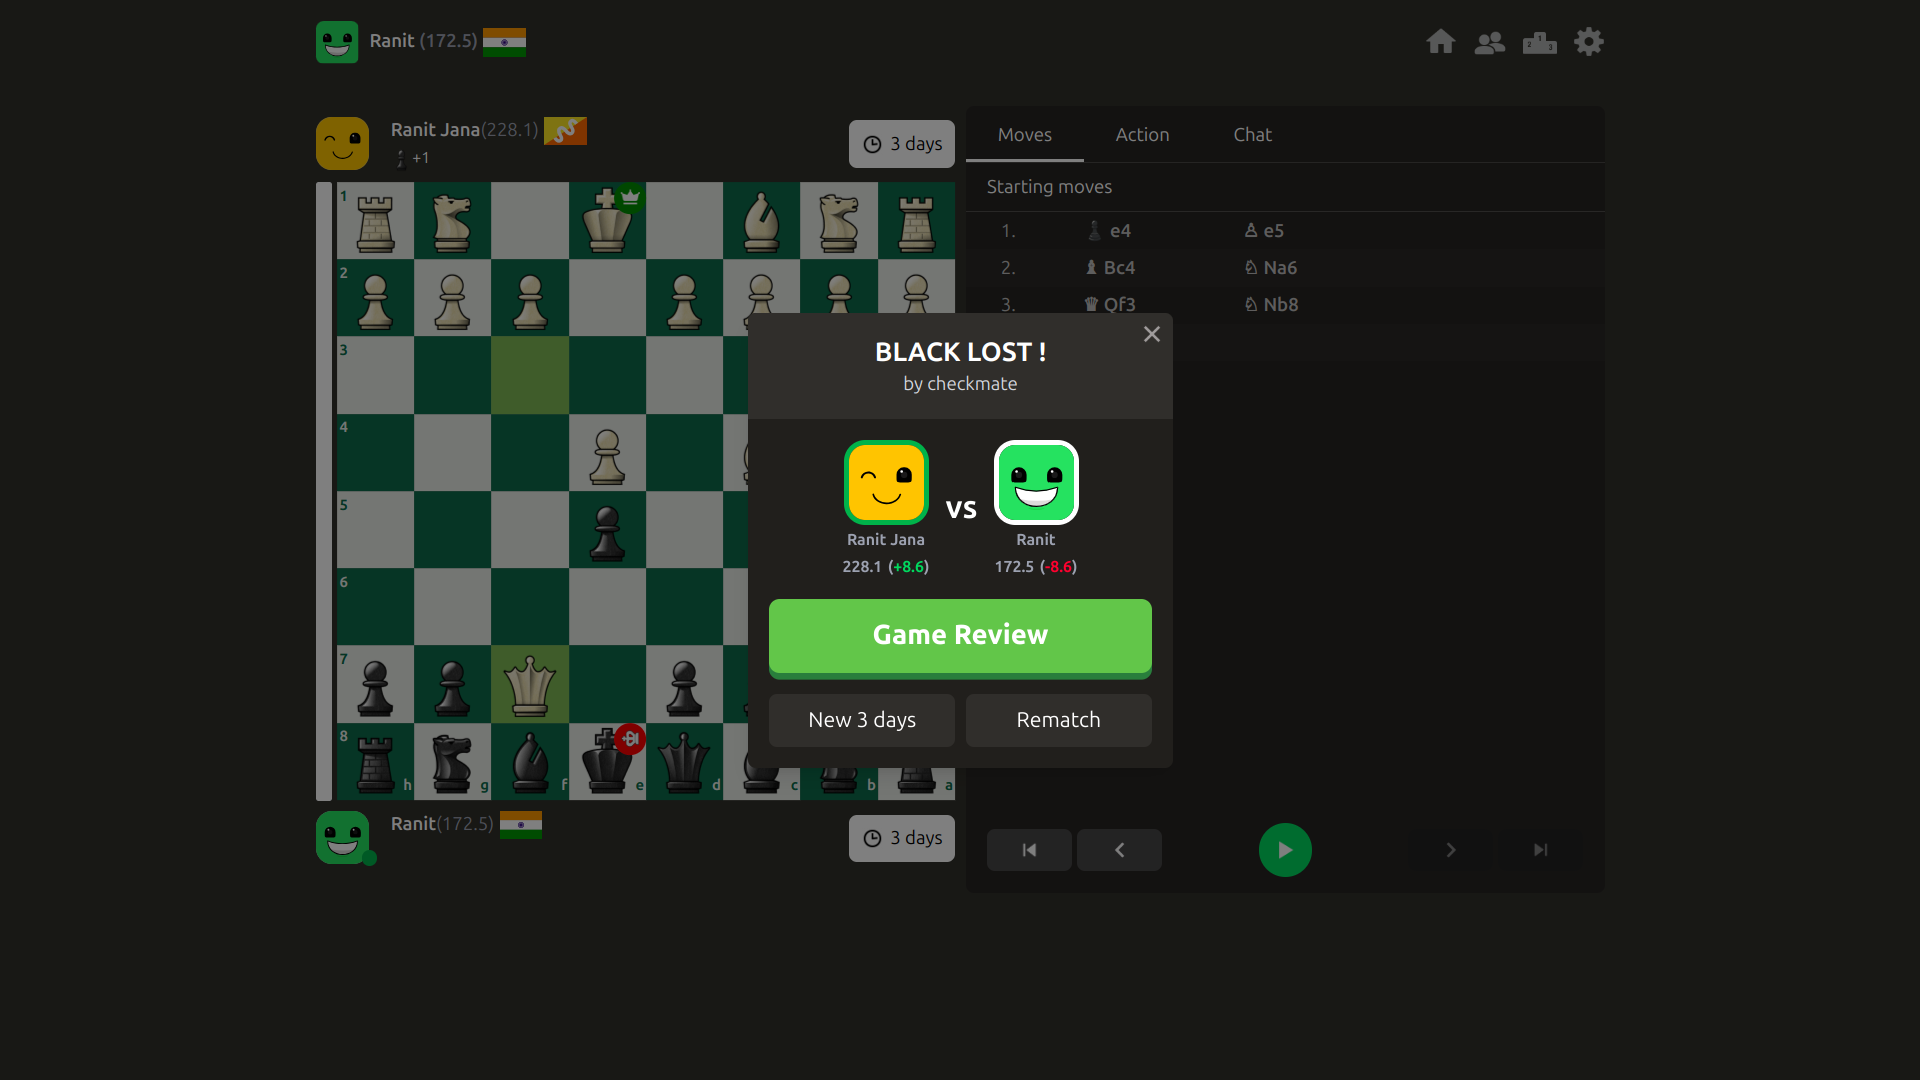 Ranit (172.5)
Ranit Jana(228.1)
+1
3 days
Moves Action Chat
Starting moves
1. e4 e5
2. Bc4 Na6
3. Qf3 Nb8
BLACK LOST !
by checkmate
vs
Ranit Jana Ranit
228.1 (+8.6) 172.5 (-8.6)
Game Review
New 3 days Rematch
1
2
3
4
5
6
7
8
h g f e d c b a
Ranit(172.5)
3 days